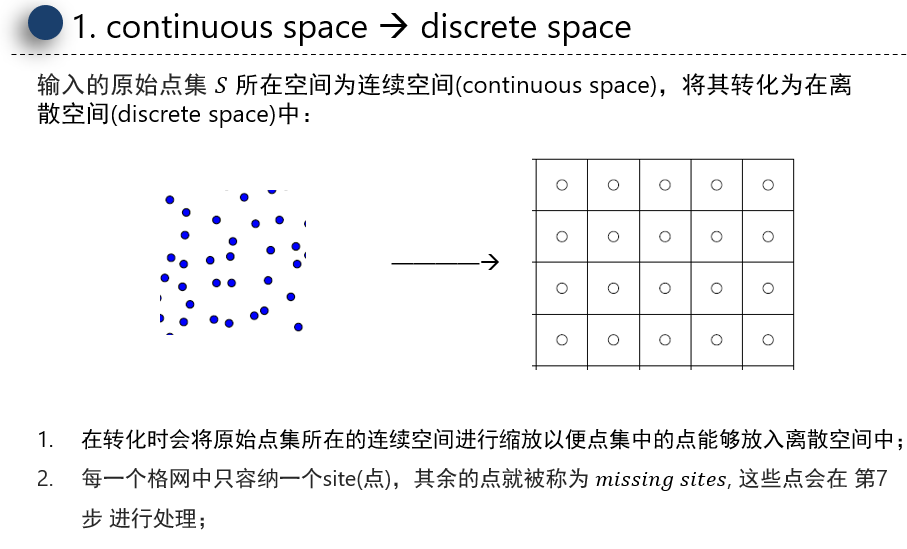 1. continuous space → discrete space
输入的原始点集 S 所在空间为连续空间(continuous space)，将其转化为在离
散空间(discrete space)中：
1. 在转化时会将原始点集所在的连续空间进行缩放以便点集中的点能够放入离散空间中；
2. 每一个格网中只容纳一个site(点)，其余的点就被称为 missing sites, 这些点会在 第7
步 进行处理；